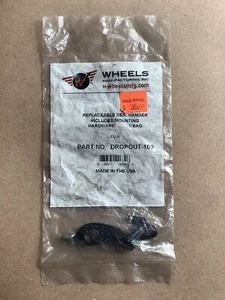 WHEELS
MANUFACTURING, INC
wheelsmfg.com
REPLACEABLE DER. HANGER
INCLUDES MOUNTING
HARDWARE
BAG
PART NO: DROPOUT-103
MADE IN THE USA